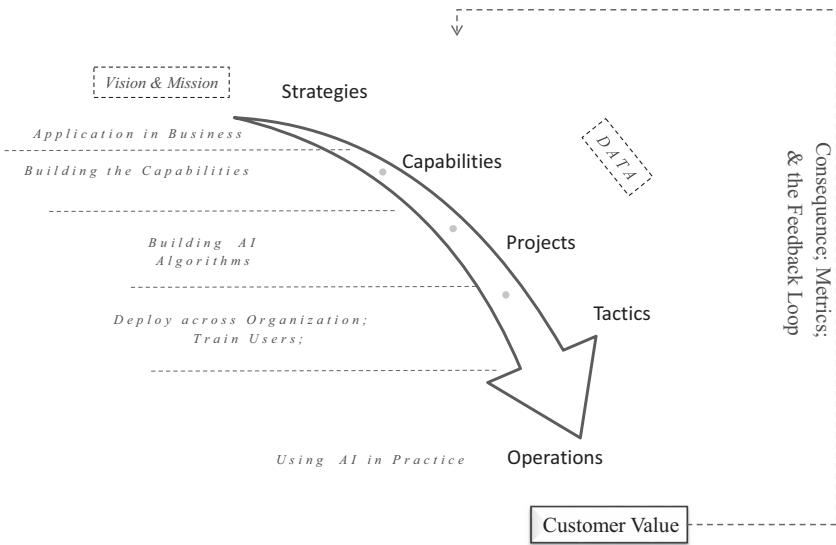 Vision & Mission
Strategies
Application in Business
Capabilities
Building the Capabilities
DATA
Consequence; Metrics;
& the Feedback Loop
Projects
Building AI
Algorithms
Tactics
Deploy across Organization;
Train Users;
Using AI in Practice
Operations
Customer Value